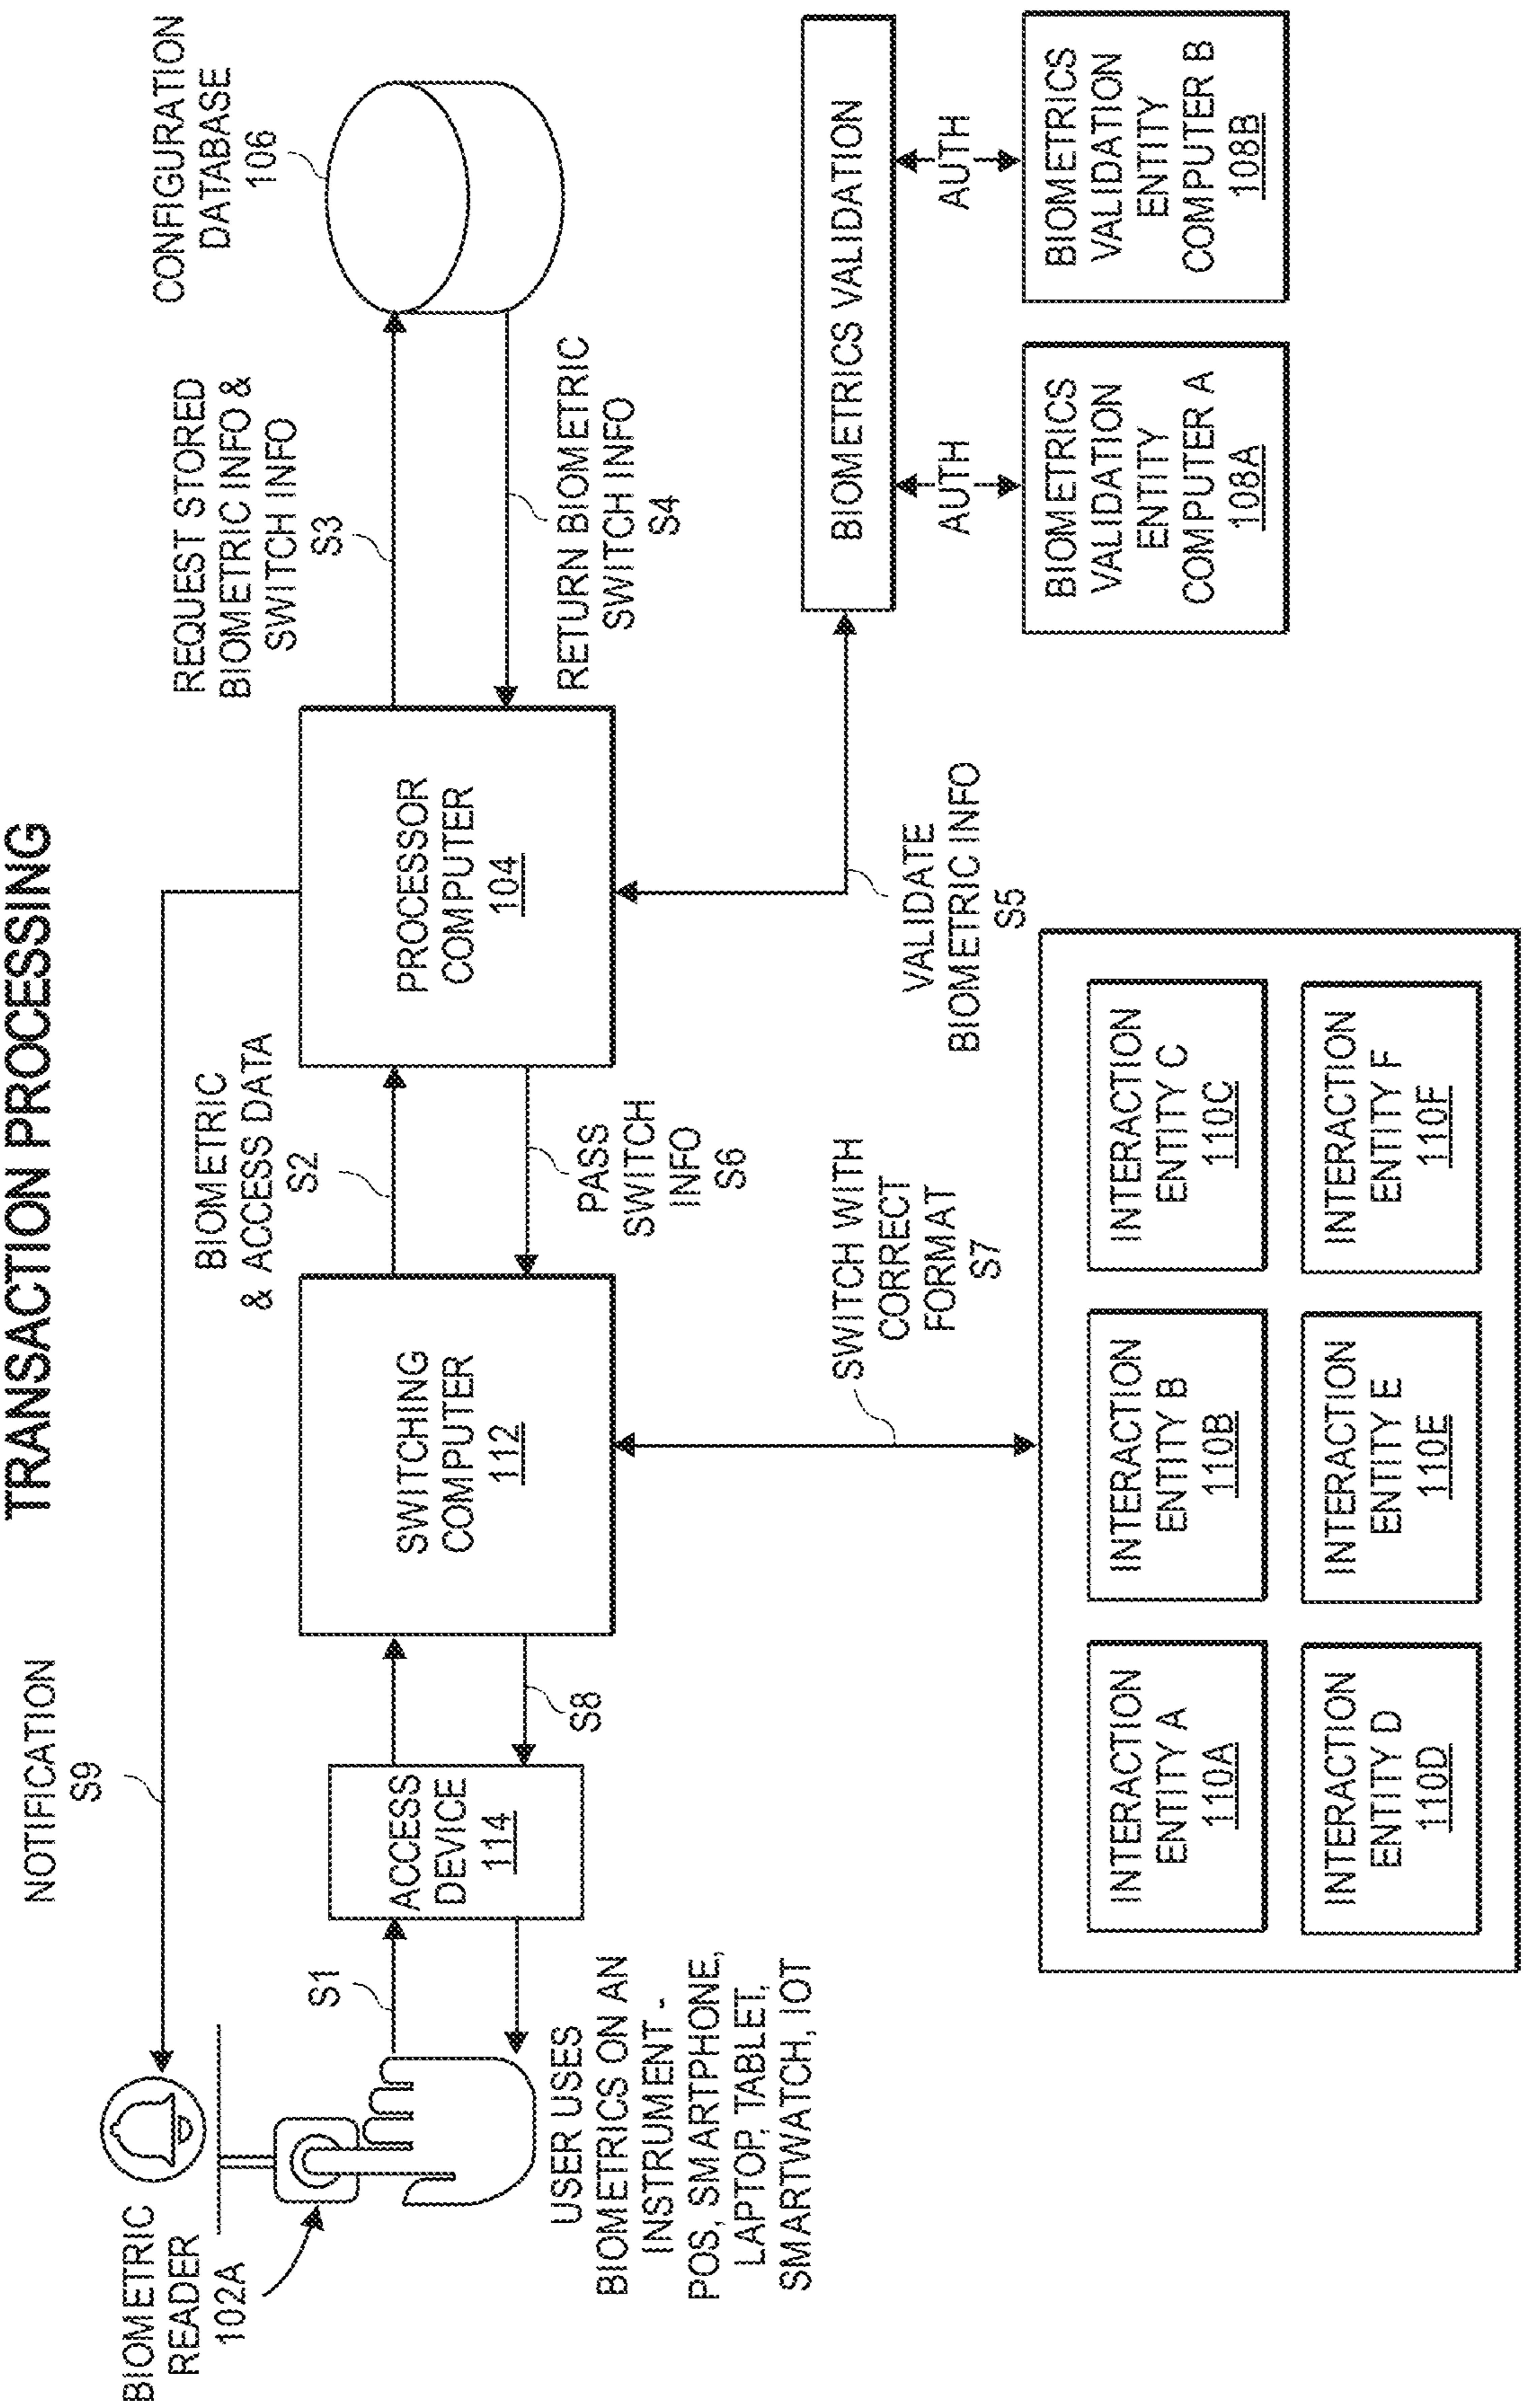 TRANSACTION PROCESSING
NOTIFICATION
S9
BIOMETRIC
READER
102A
S1
USER USES
BIOMETRICS ON AN
INSTRUMENT -
POS, SMARTPHONE,
LAPTOP, TABLET,
SMARTWATCH, IOT
ACCESS
DEVICE
114
S8
SWITCHING
COMPUTER
112
BIOMETRIC
& ACCESS DATA
S2
PASS
SWITCH
INFO
S6
PROCESSOR
COMPUTER
104
REQUEST STORED
BIOMETRIC INFO &
SWITCH INFO
S3
RETURN BIOMETRIC
SWITCH INFO
S4
CONFIGURATION
DATABASE
106
SWITCH WITH
CORRECT
FORMAT
S7
VALIDATE
BIOMETRIC INFO
S5
BIOMETRICS VALIDATION
AUTH
AUTH
BIOMETRICS
VALIDATION
ENTITY
COMPUTER A
108A
BIOMETRICS
VALIDATION
ENTITY
COMPUTER B
108B
INTERACTION
ENTITY A
110A
INTERACTION
ENTITY B
110B
INTERACTION
ENTITY C
110C
INTERACTION
ENTITY D
110D
INTERACTION
ENTITY E
110E
INTERACTION
ENTITY F
110F